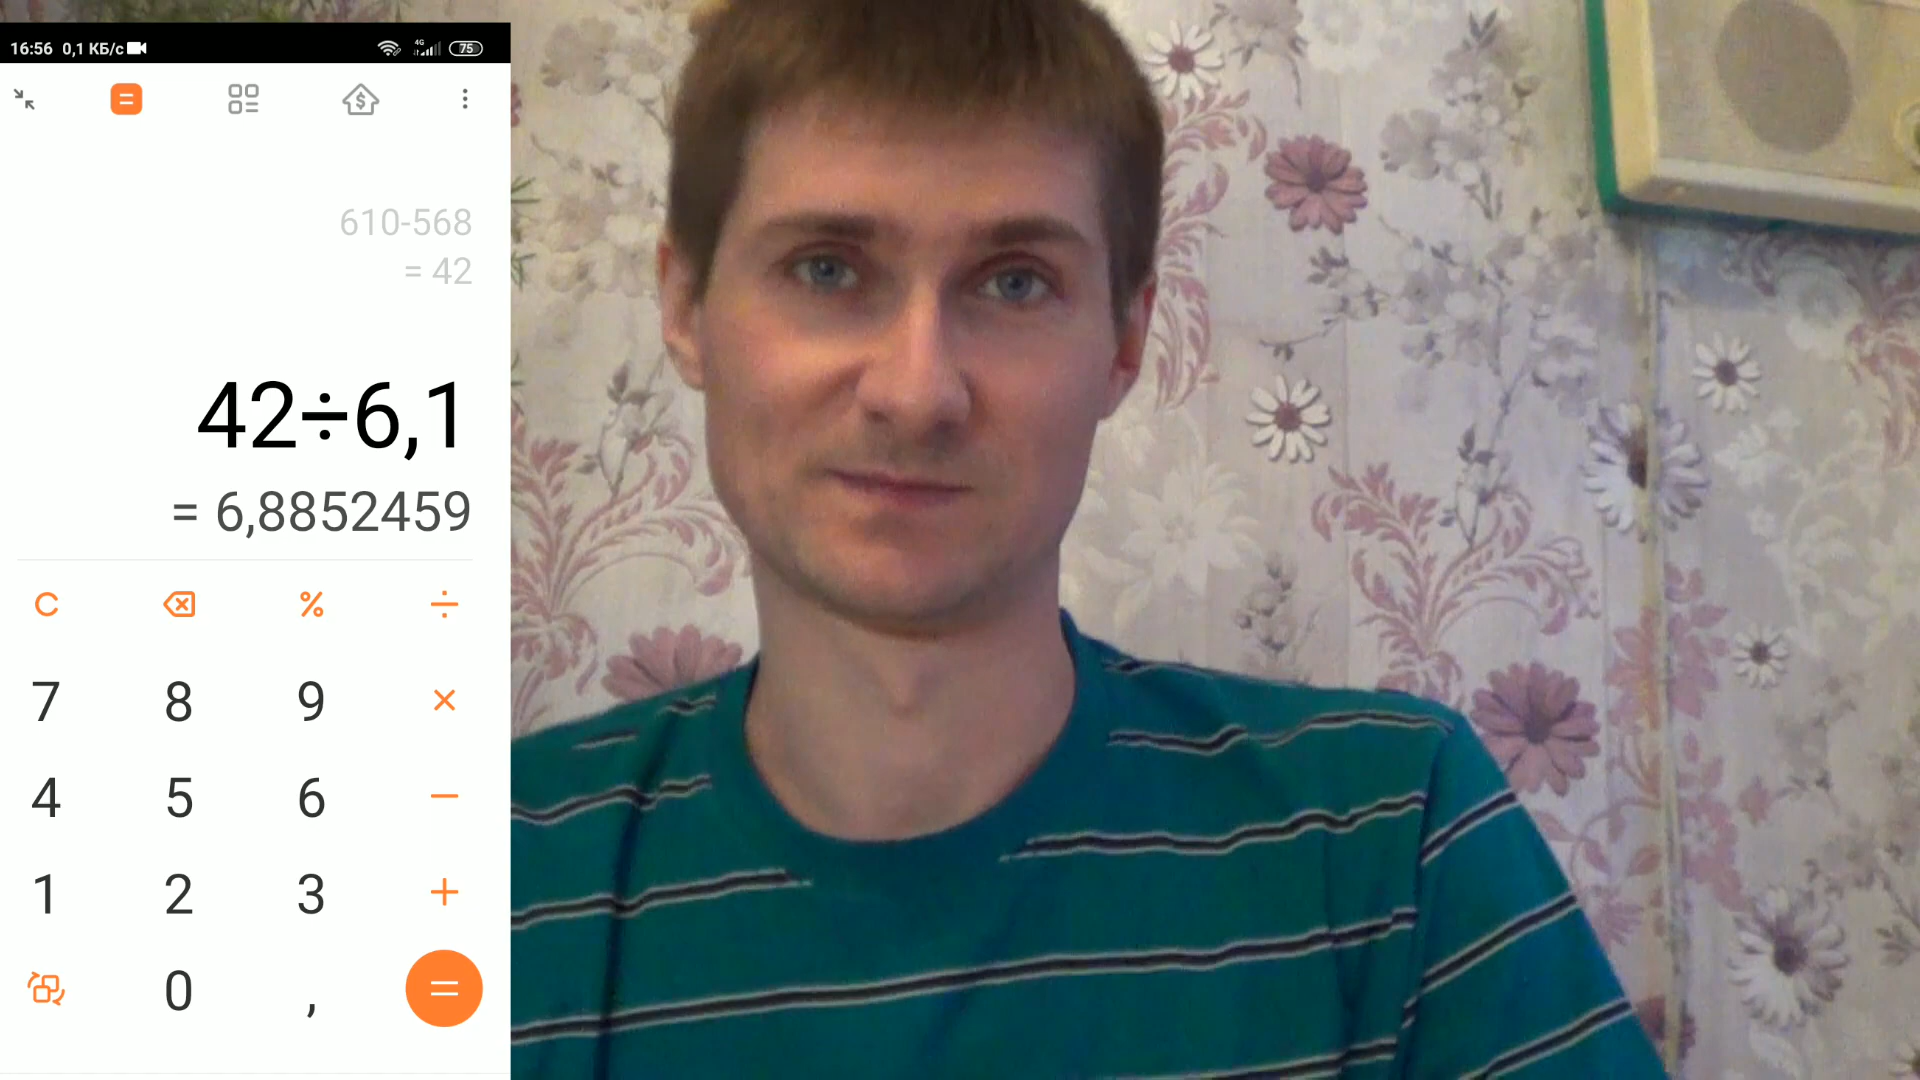 16:56 0,1 КБ/с 4G 75
610-568
= 42
42÷6,1
= 6,8852459
C % ÷
7 8 9 ×
4 5 6 −
1 2 3 +
0 , =